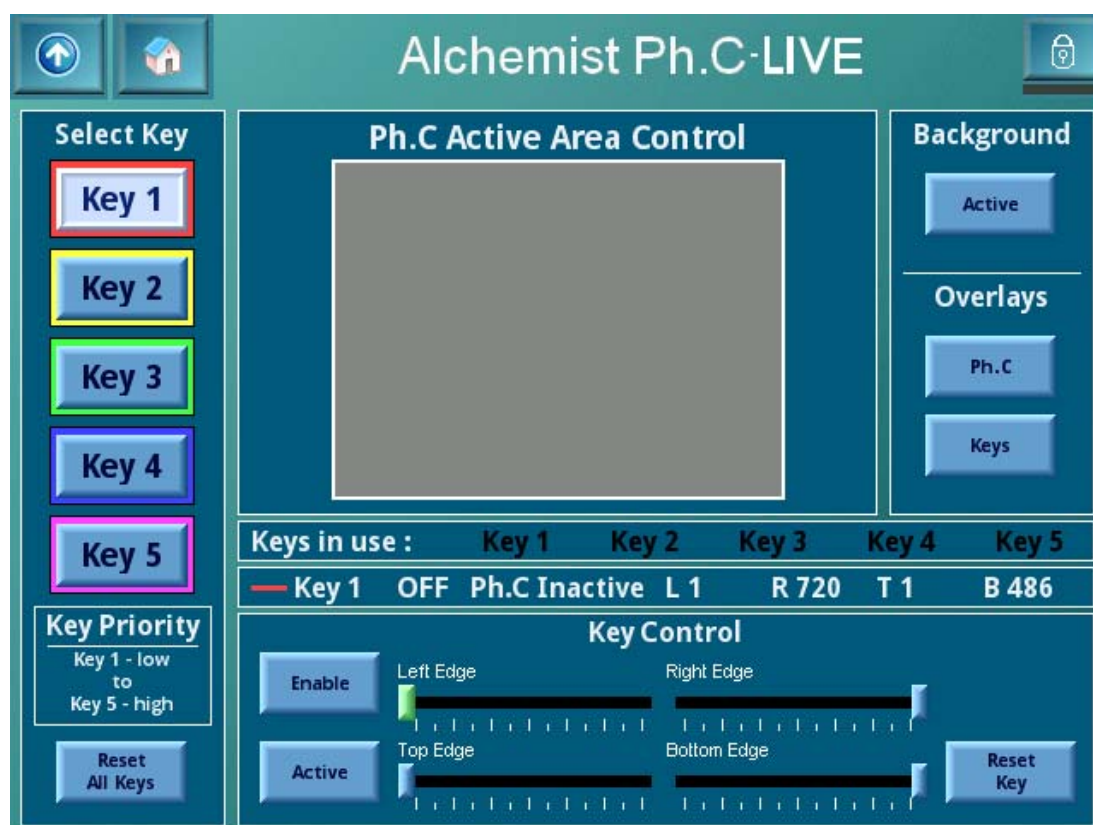 Alchemist Ph.C-LIVE
Select Key
Key 1
Key 2
Key 3
Key 4
Key 5
Key Priority
Key 1 - low
to
Key 5 - high
Reset
All Keys
Ph.C Active Area Control
Background
Active
Overlays
Ph.C
Keys
Keys in use : Key 1 Key 2 Key 3 Key 4 Key 5
Key 1 OFF Ph.C Inactive L 1 R 720 T 1 B 486
Key Control
Enable
Left Edge Right Edge
Active
Top Edge Bottom Edge
Reset
Key